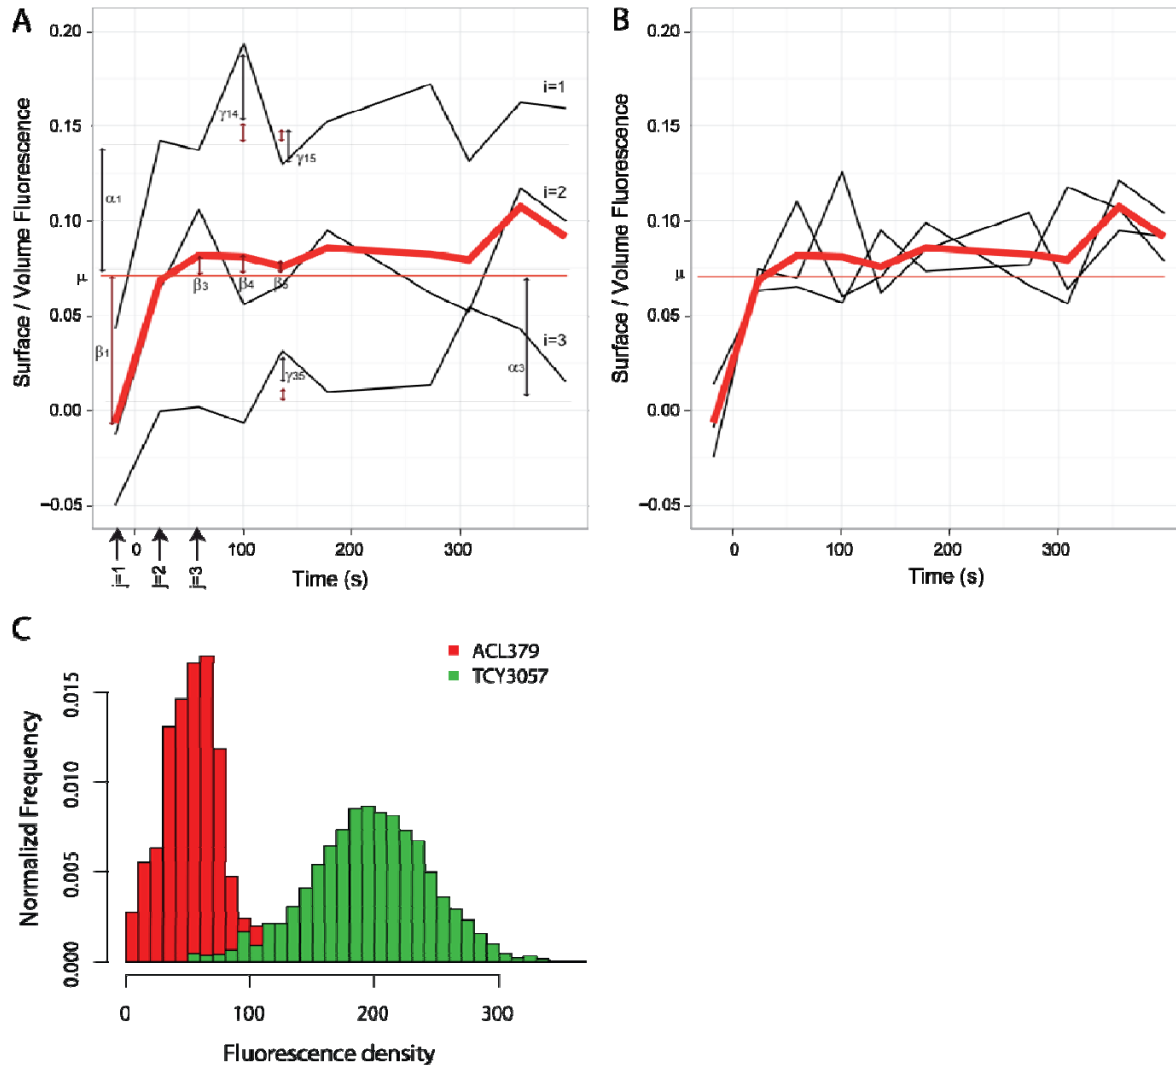 A
B
0.20
0.15
0.10
μ
0.05
0.00
−0.05
Surface / Volume Fluorescence
i=1
i=2
i=3
γ14
γ15
α1
β3
β4
β5
β1
γ35
α3
0
100
200
300
j=1
j=2
j=3
Time (s)
0.20
0.15
0.10
μ
0.05
0.00
−0.05
Surface / Volume Fluorescence
0
100
200
300
Time (s)
C
ACL379
TCY3057
0.015
0.010
0.005
0.000
Normalizd Frequency
0
100
200
300
Fluorescence density